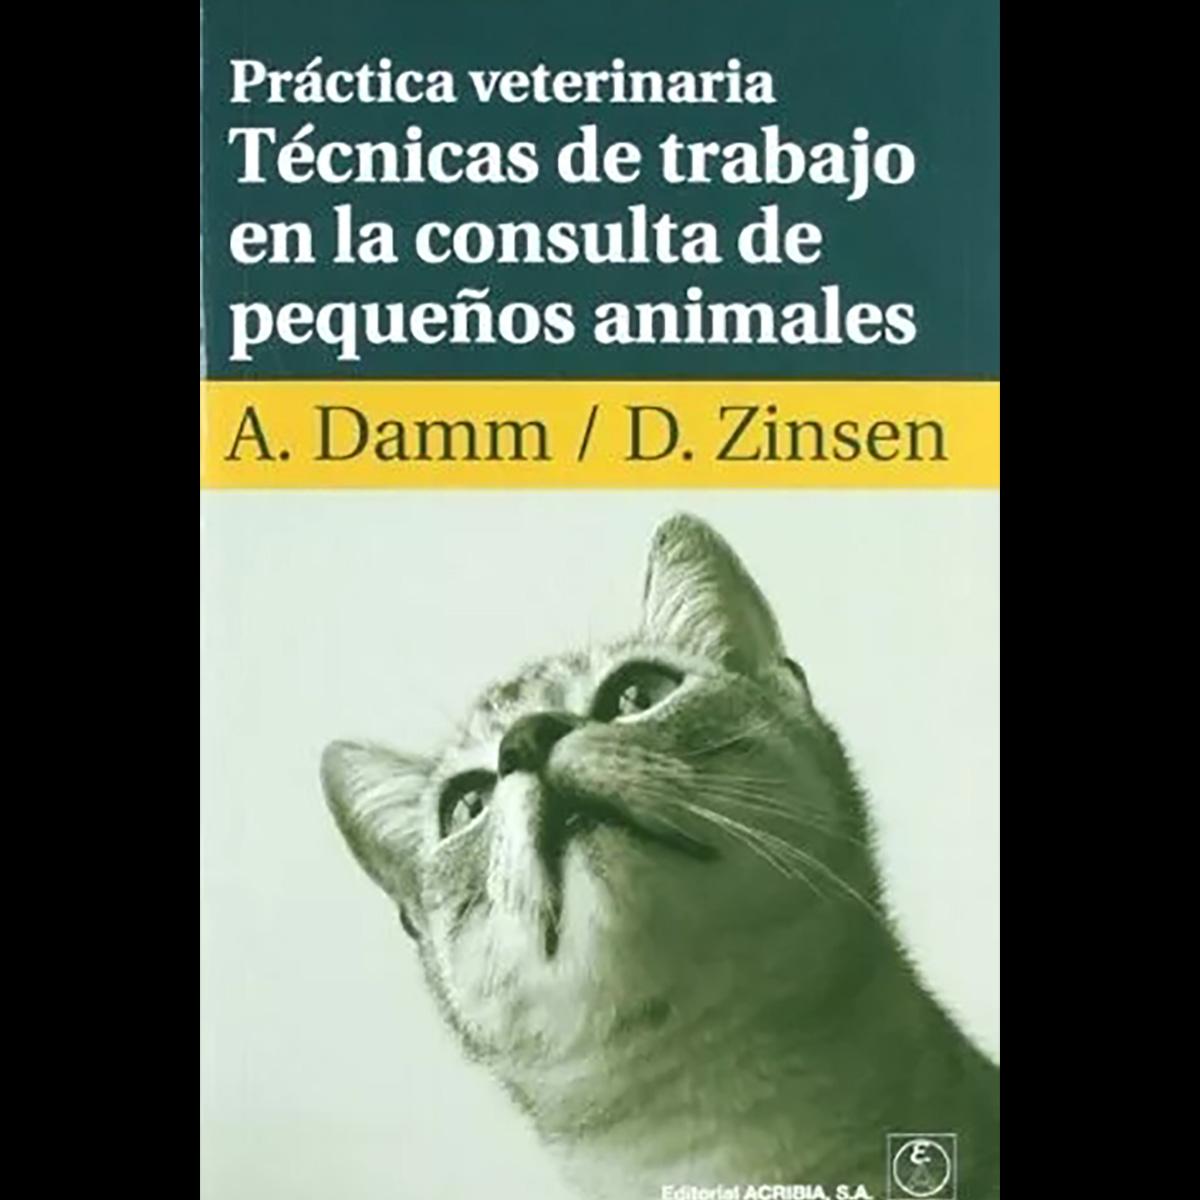 Práctica veterinaria
Técnicas de trabajo
en la consulta de
pequeños animales
A. Damm / D. Zinsen
Editorial ACRIBIA, S.A.